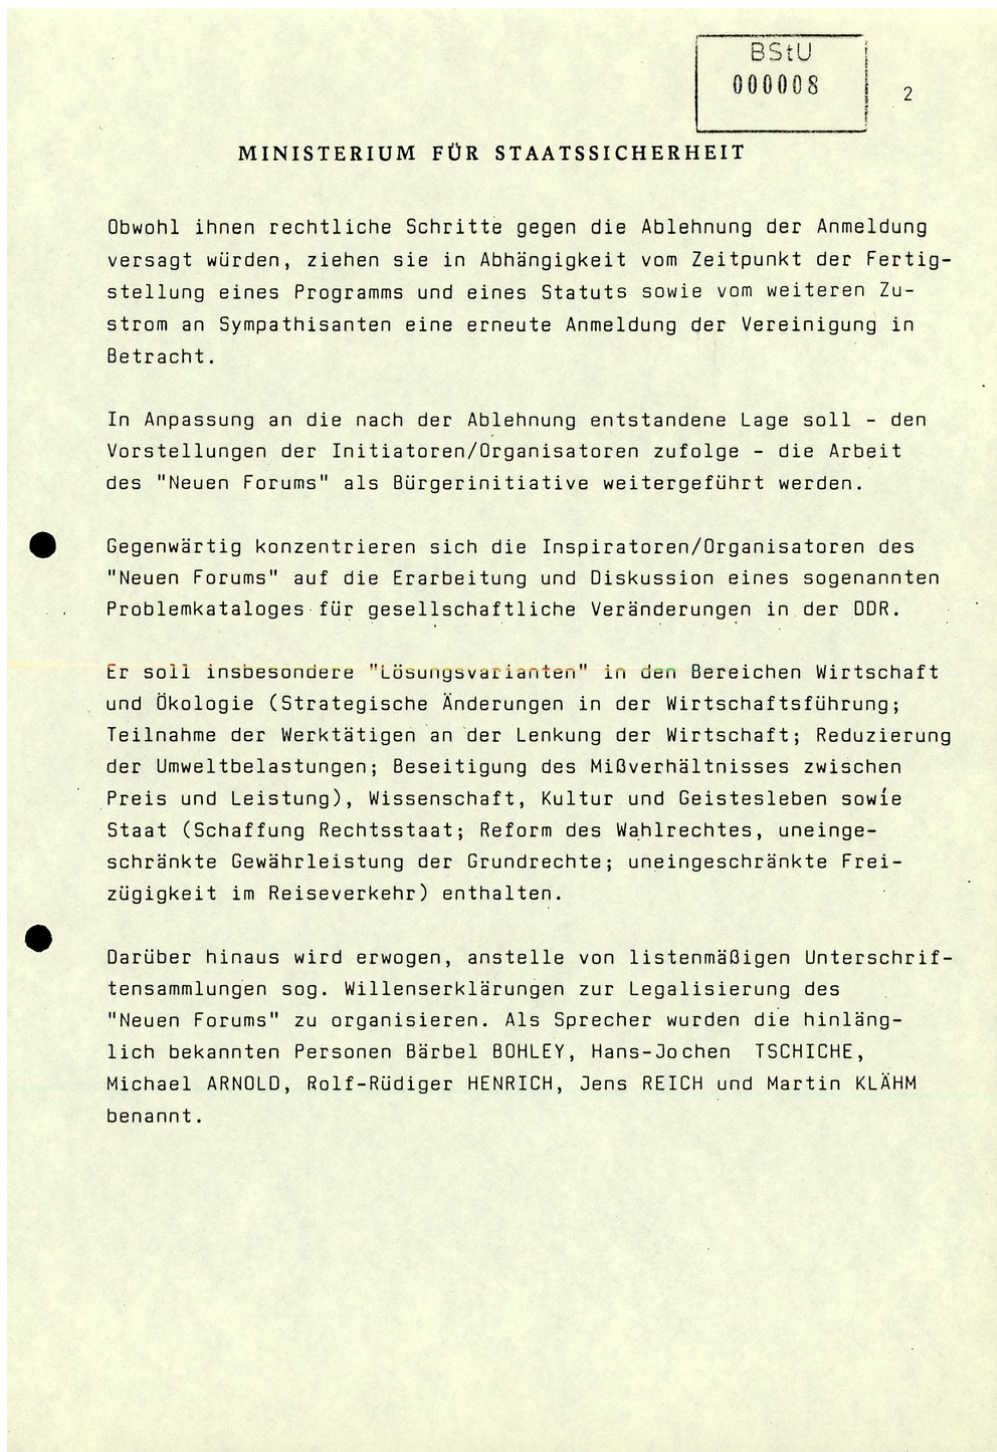 BStU
000008
2
MINISTERIUM FÜR STAATSSICHERHEIT
Obwohl ihnen rechtliche Schritte gegen die Ablehnung der Anmeldung
versagt würden, ziehen sie in Abhängigkeit vom Zeitpunkt der Fertig-
stellung eines Programms und eines Statuts sowie vom weiteren Zu-
strom an Sympathisanten eine erneute Anmeldung der Vereinigung in
Betracht.
In Anpassung an die nach der Ablehnung entstandene Lage soll - den
Vorstellungen der Initiatoren/Organisatoren zufolge - die Arbeit
des "Neuen Forums" als Bürgerinitiative weitergeführt werden.
Gegenwärtig konzentrieren sich die Inspiratoren/Organisatoren des
"Neuen Forums" auf die Erarbeitung und Diskussion eines sogenannten
Problemkataloges für gesellschaftliche Veränderungen in der DDR.
Er soll insbesondere "Lösungsvarianten" in den Bereichen Wirtschaft
und Ökologie (Strategische Änderungen in der Wirtschaftsführung;
Teilnahme der Werktätigen an der Lenkung der Wirtschaft; Reduzierung
der Umweltbelastungen; Beseitigung des Mißverhältnisses zwischen
Preis und Leistung), Wissenschaft, Kultur und Geistesleben sowie
Staat (Schaffung Rechtsstaat; Reform des Wahlrechtes, uneinge-
schränkte Gewährleistung der Grundrechte; uneingeschränkte Frei-
zügigkeit im Reiseverkehr) enthalten.
Darüber hinaus wird erwogen, anstelle von listenmäßigen Unterschrif-
tensammlungen sog. Willenserklärungen zur Legalisierung des
"Neuen Forums" zu organisieren. Als Sprecher wurden die hinläng-
lich bekannten Personen Bärbel BOHLEY, Hans-Jochen TSCHICHE,
Michael ARNOLD, Rolf-Rüdiger HENRICH, Jens REICH und Martin KLÄHM
benannt.